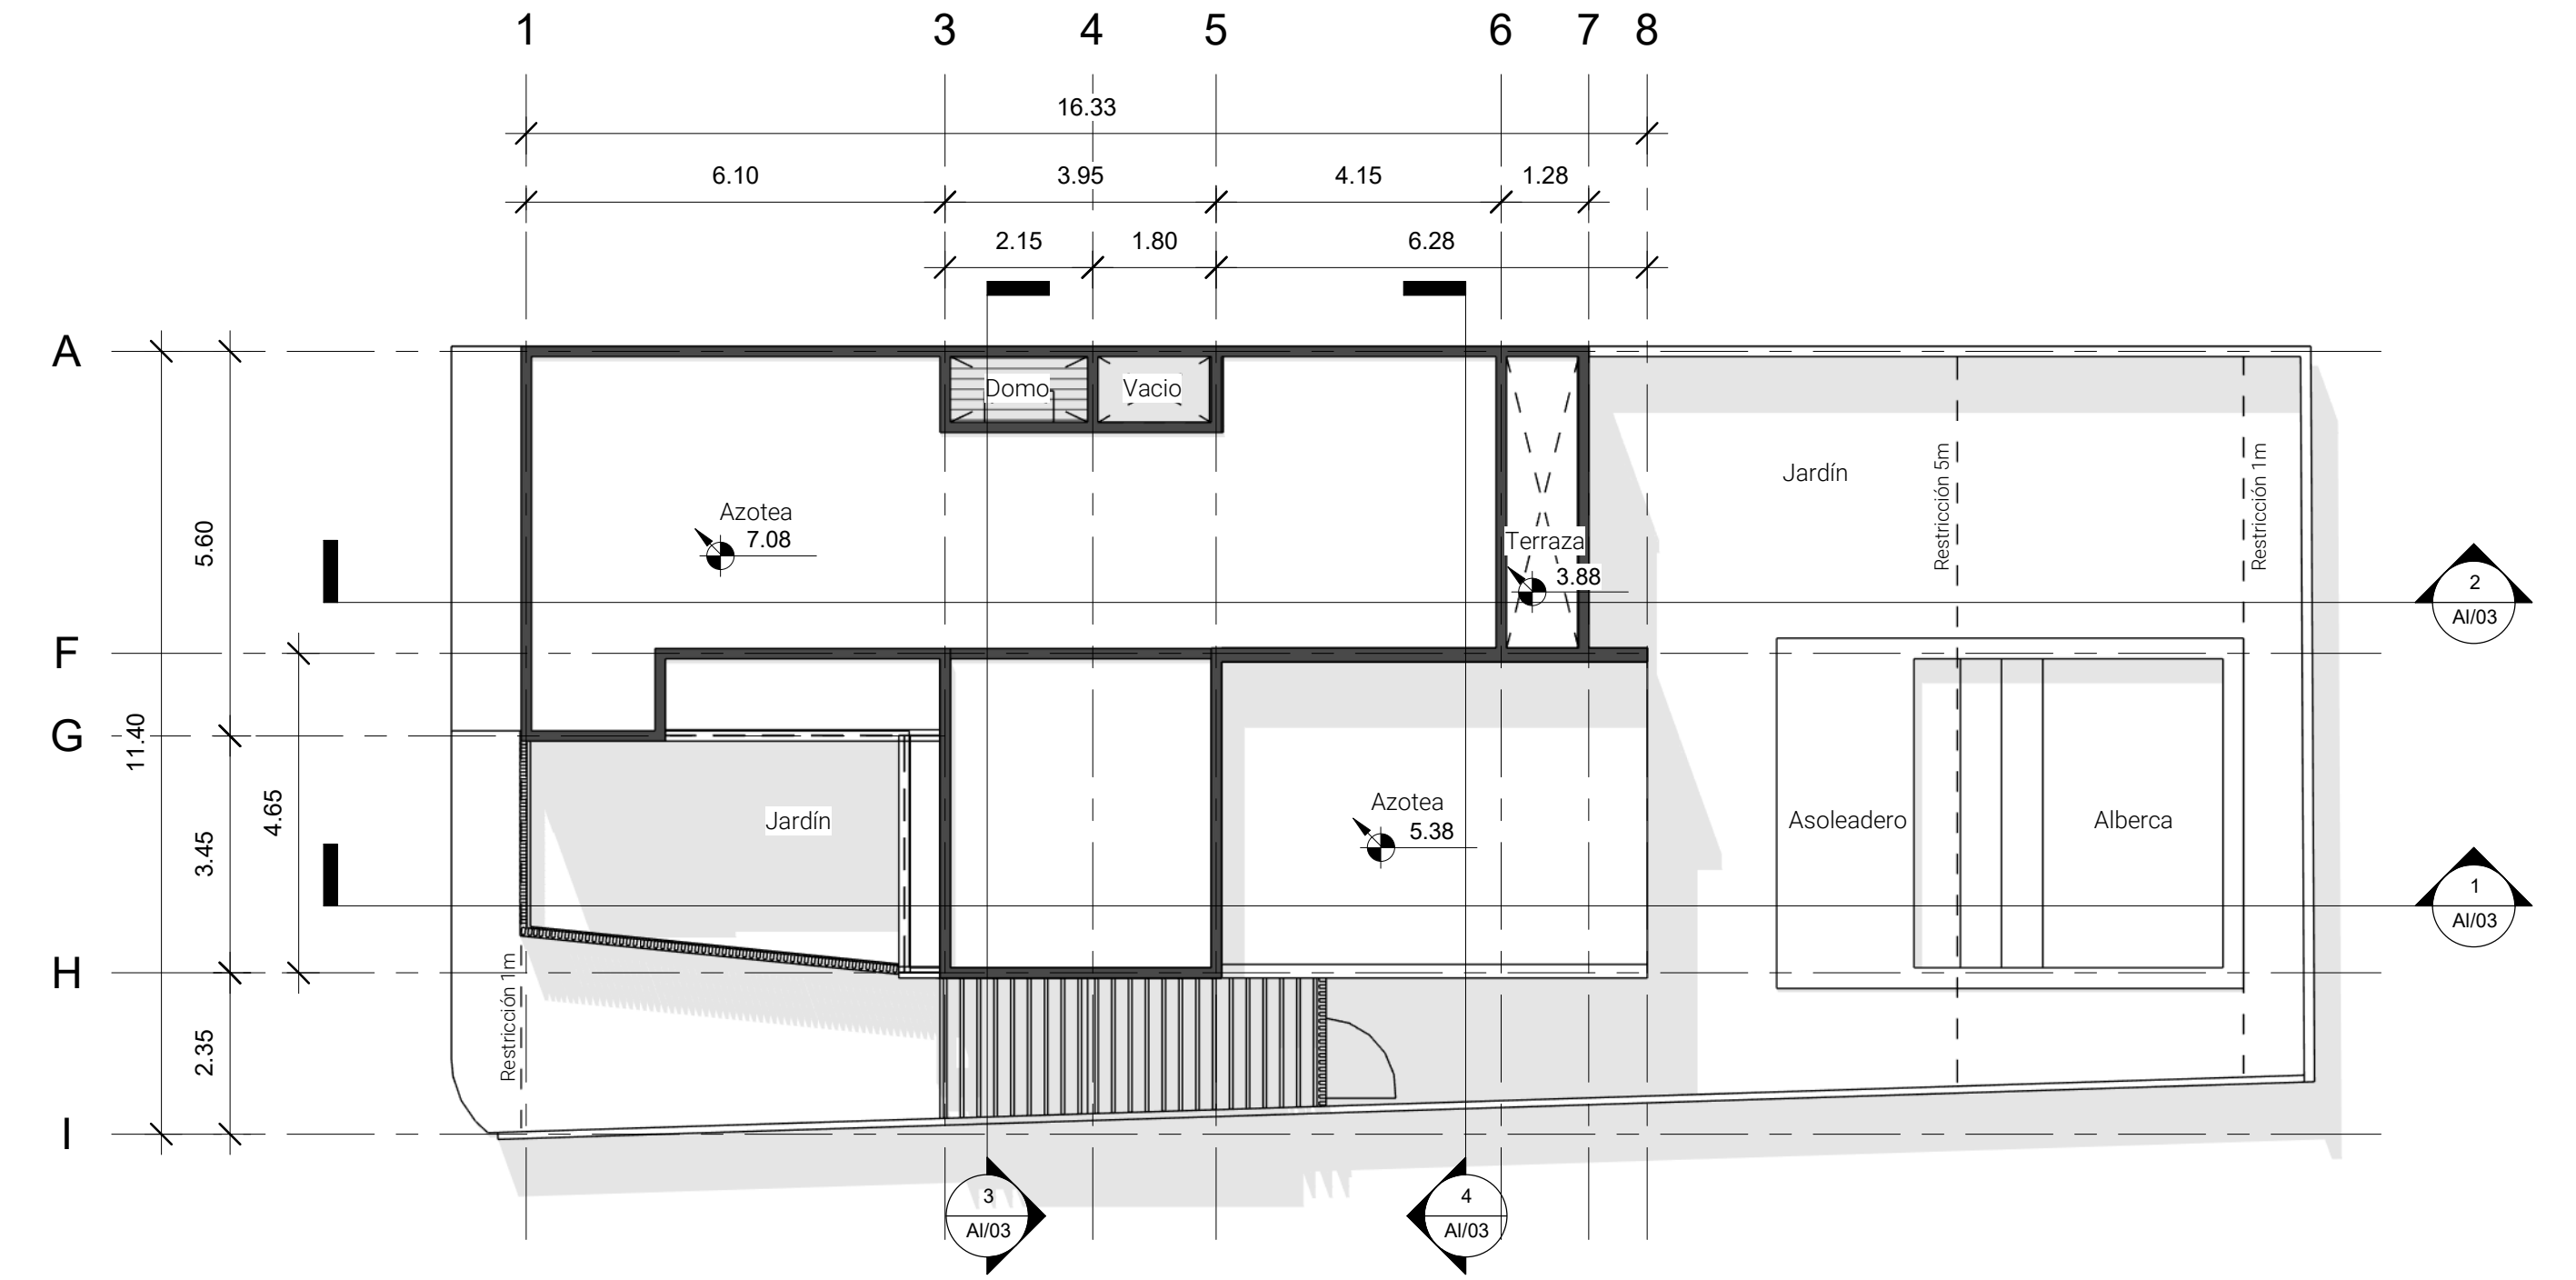 1 3 4 5 6 7 8
16.33
6.10 3.95 4.15 1.28
2.15 1.80 6.28
A
Domo Vacio
Jardín
Restricción 5m
Restricción 1m
Azotea
7.08
5.60
Terraza
3.88
2
AI/03
F
G
11.40
4.65
3.45
Jardín
Azotea
5.38
Asoleadero Alberca
1
AI/03
H
Restricción 1m
2.35
I
3
AI/03
4
AI/03